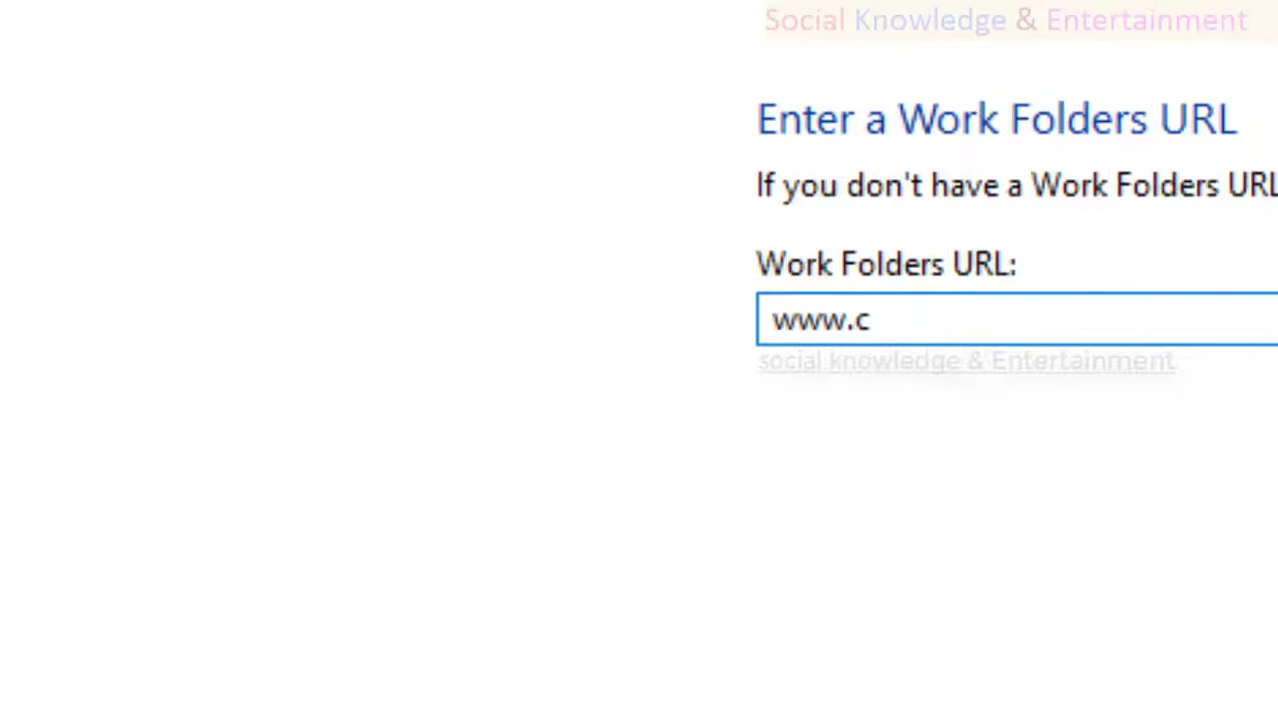 Social Knowledge & Entertainment
Enter a Work Folders URL
If you don't have a Work Folders URL
Work Folders URL:
www.c
social knowledge & Entertainment